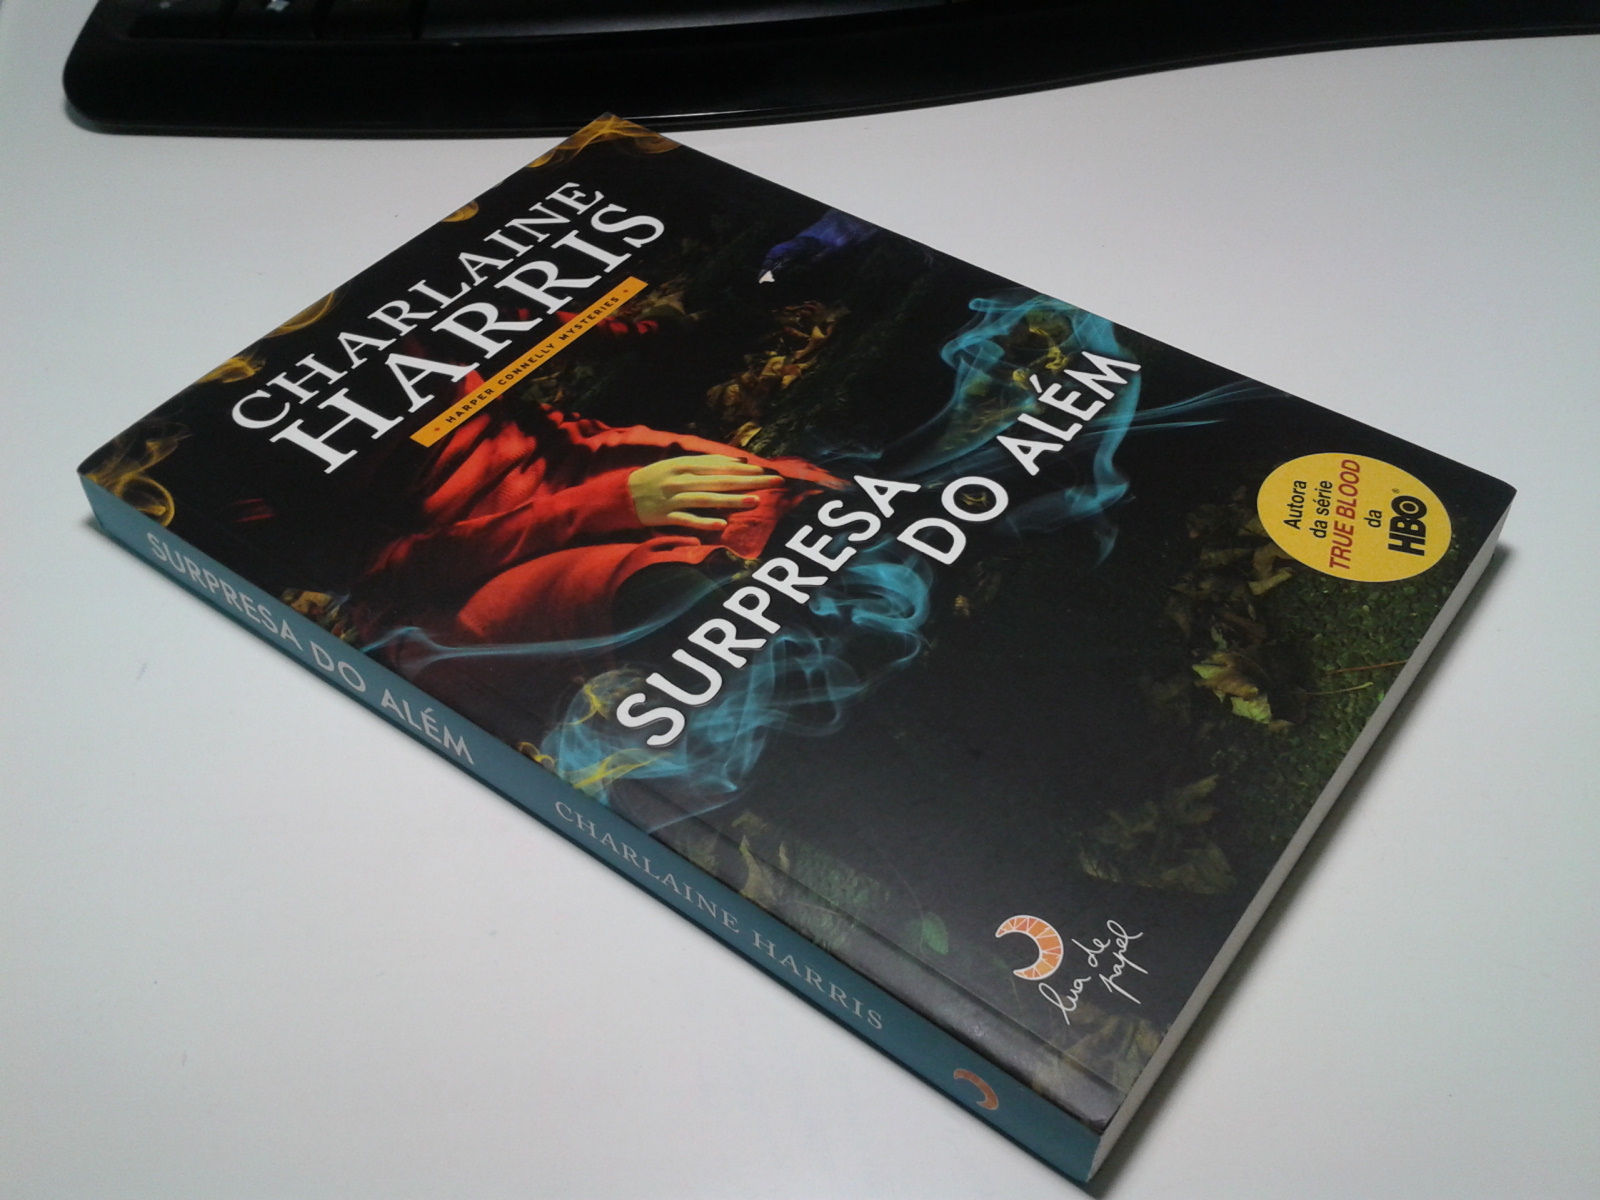 CHARLAINE
HARRIS
HARPER CONNELLY MYSTERIES
SURPRESA
DO ALÉM
Autora
da série
TRUE BLOOD
da
HBO®
lua de
papel
SURPRESA DO ALÉM
CHARLAINE HARRIS